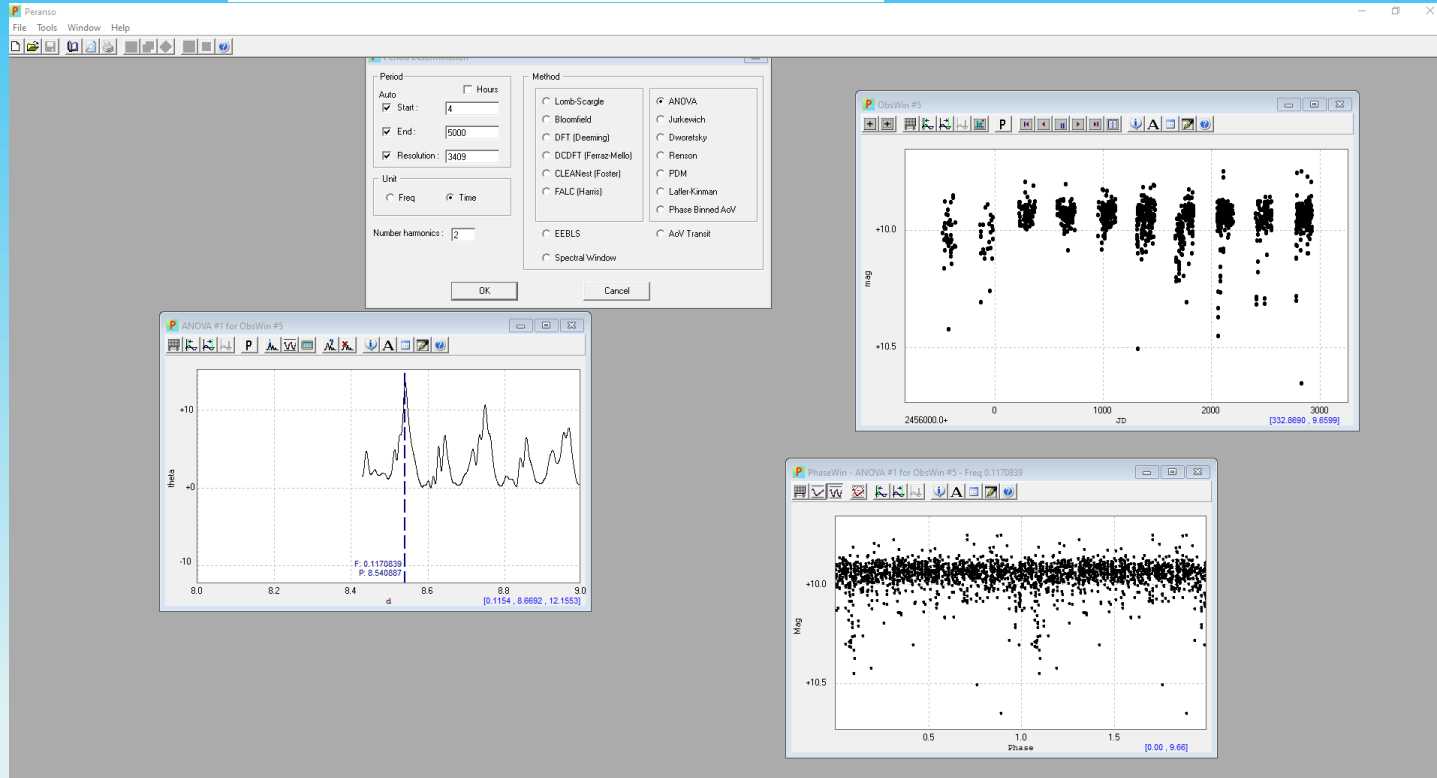 Peranso
File Tools Window Help
Period Determination
Period
Auto
Hours
Start :
4
End :
5000
Resolution :
3409
Unit
Freq
Time
Number harmonics :
2
Method
Lomb-Scargle
Bloomfield
DFT (Deeming)
DCDFT (Ferraz-Mello)
CLEANest (Foster)
FALC (Harris)
EEBLS
Spectral Window
ANOVA
Jurkewich
Dworetsky
Renson
PDM
Lafler-Kinman
Phase Binned AoV
AoV Transit
OK
Cancel
ObsWin #5
P
A
mag
+10.0
+10.5
0
1000
2000
3000
2456000.0+
JD
[332.8690 , 9.6599]
ANOVA #1 for ObsWin #5
P
A
theta
+10
+0
-10
F: 0.1170839
P: 8.540887
8.0
8.2
8.4
8.6
8.8
9.0
d
[0.1154 , 8.6692 , 12.1553]
PhaseWin - ANOVA #1 for ObsWin #5 - Freq 0.1170839
A
Mag
+10.0
+10.5
0.5
1.0
1.5
Phase
[0.00 , 9.66]